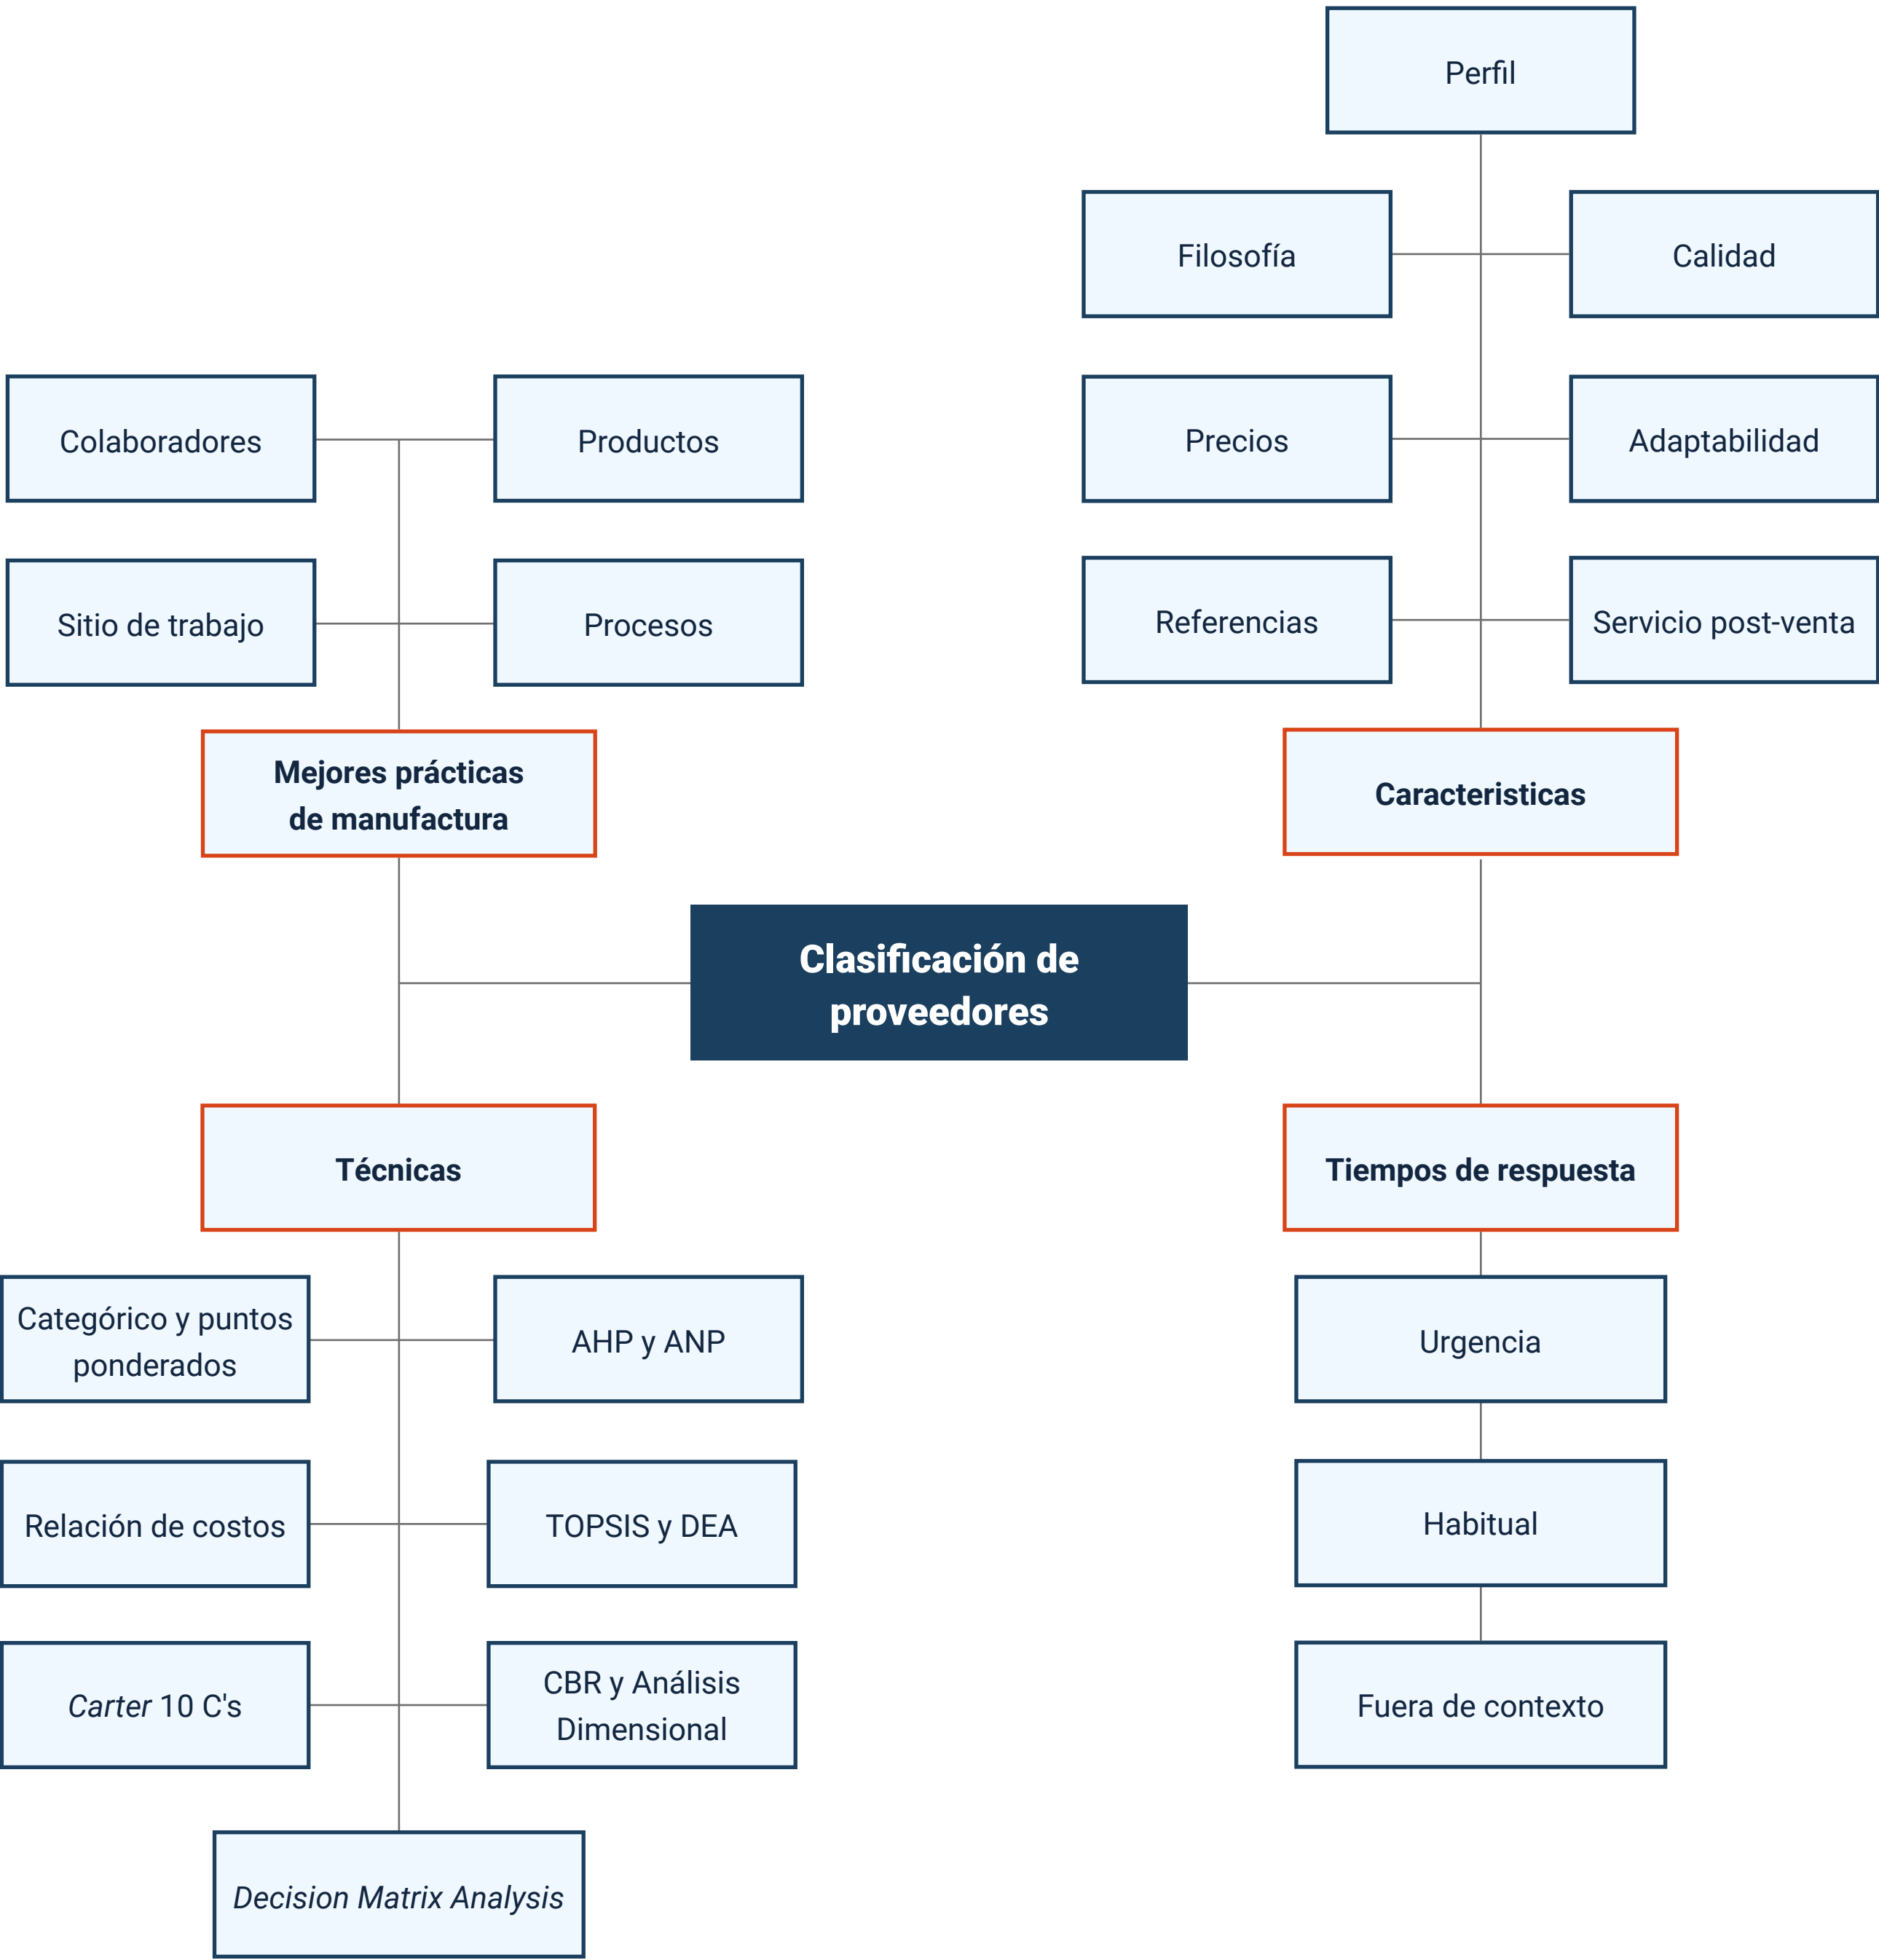 Perfil
Filosofía
Calidad
Colaboradores
Productos
Precios
Adaptabilidad
Sitio de trabajo
Procesos
Referencias
Servicio post-venta
Mejores prácticas
de manufactura
Caracteristicas
Clasificación de
proveedores
Técnicas
Tiempos de respuesta
Categórico y puntos
ponderados
AHP y ANP
Urgencia
Relación de costos
TOPSIS y DEA
Habitual
Carter 10 C's
CBR y Análisis
Dimensional
Fuera de contexto
Decision Matrix Analysis